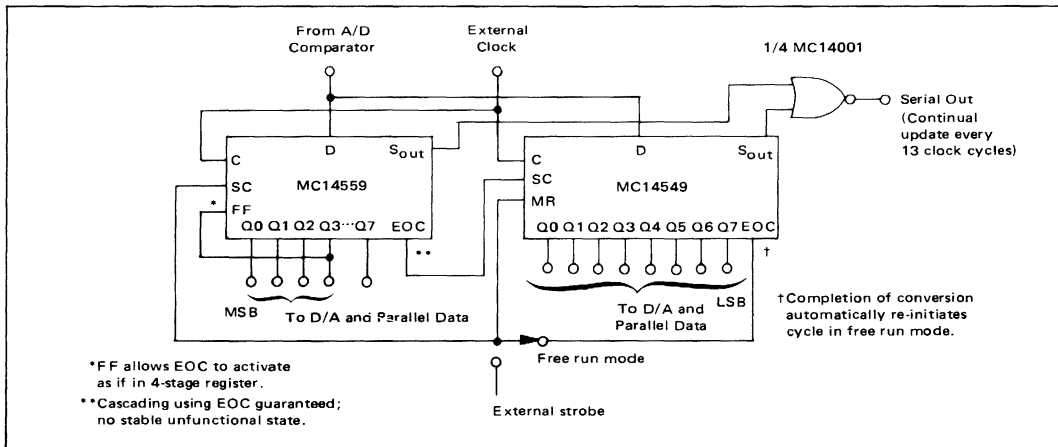 From A/D
Comparator
External
Clock
1/4 MC14001
Serial Out
(Continual
update every
13 clock cycles)
D
Sout
C
SC
MC14559
*
FF
Q0 Q1 Q2 Q3 ··· Q7 EOC
**
D
Sout
C
SC
MC14549
MR
Q0 Q1 Q2 Q3 Q4 Q5 Q6 Q7 EOC
†
MSB
To D/A and Parallel Data
To D/A and
Parallel Data
LSB
†Completion of conversion
automatically re-initiates
cycle in free run mode.
Free run mode
*FF allows EOC to activate
as if in 4-stage register.
**Cascading using EOC guaranteed;
no stable unfunctional state.
External strobe